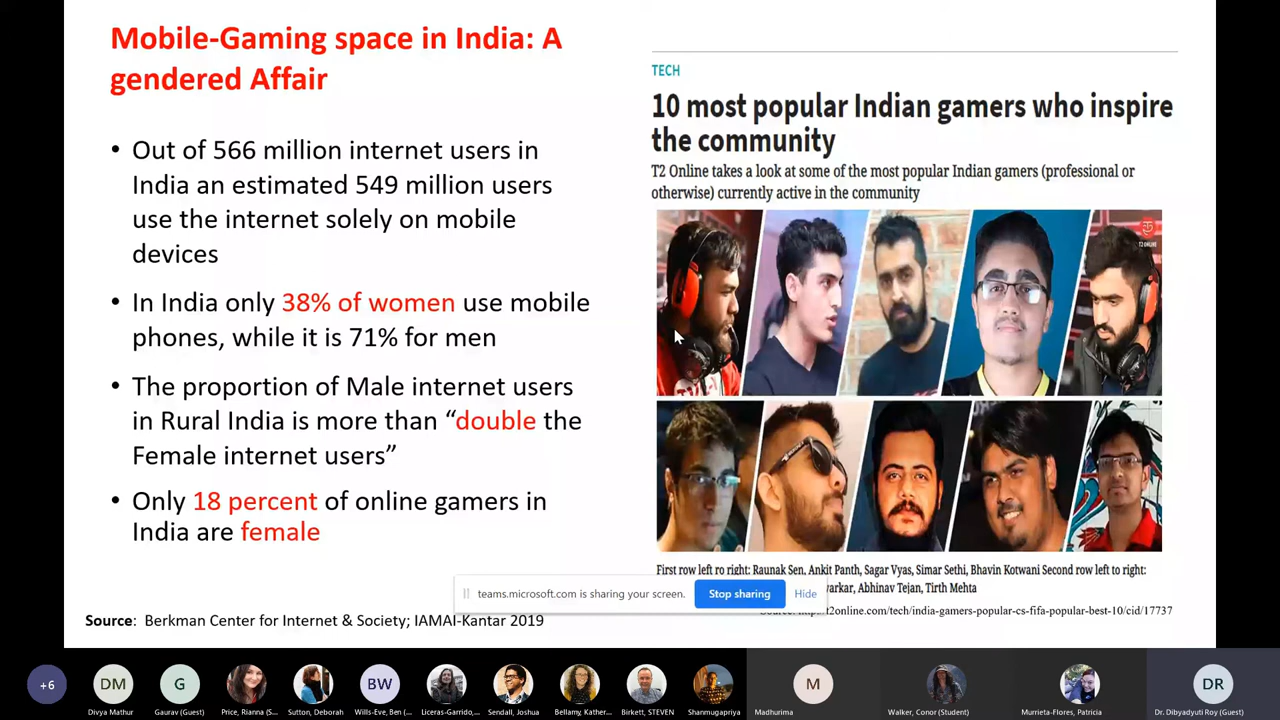 Mobile-Gaming space in India: A
gendered Affair
• Out of 566 million internet users in
India an estimated 549 million users
use the internet solely on mobile
devices
• In India only 38% of women use mobile
phones, while it is 71% for men
• The proportion of Male internet users
in Rural India is more than “double the
Female internet users”
• Only 18 percent of online gamers in
India are female
Source: Berkman Center for Internet & Society; IAMAI-Kantar 2019
TECH
10 most popular Indian gamers who inspire
the community
T2 Online takes a look at some of the most popular Indian gamers (professional or
otherwise) currently active in the community
T2 ONLINE
First row left ro right: Raunak Sen, Ankit Panth, Sagar Vyas, Simar Sethi, Bhavin Kotwani Second row left to right:
Abhinav Tejan, Tirth Mehta
t2online.com/tech/india-gamers-popular-cs-fifa-popular-best-10/cid/17737
teams.microsoft.com is sharing your screen. Stop sharing Hide
+6 DM G BW M DR
Divya Mathur Gaurav (Guest) Price, Rianna (S... Sutton, Deborah Wills-Eve, Ben (... Liceras-Garrido,... Sendall, Joshua Bellamy, Kather... Birkett, STEVEN Shanmugapriya Madhurima Walker, Conor (Student) Murrieta-Flores, Patricia Dr. Dibyadyuti Roy (Guest)